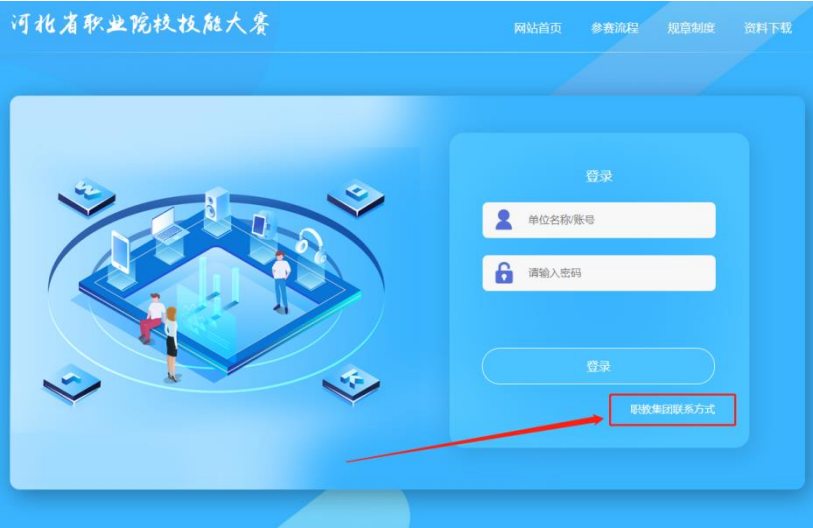 河北省职业院校技能大赛
网站首页 参赛流程 规章制度 资料下载
登录
单位名称/账号
请输入密码
登录
职教集团联系方式
W
O
L
K